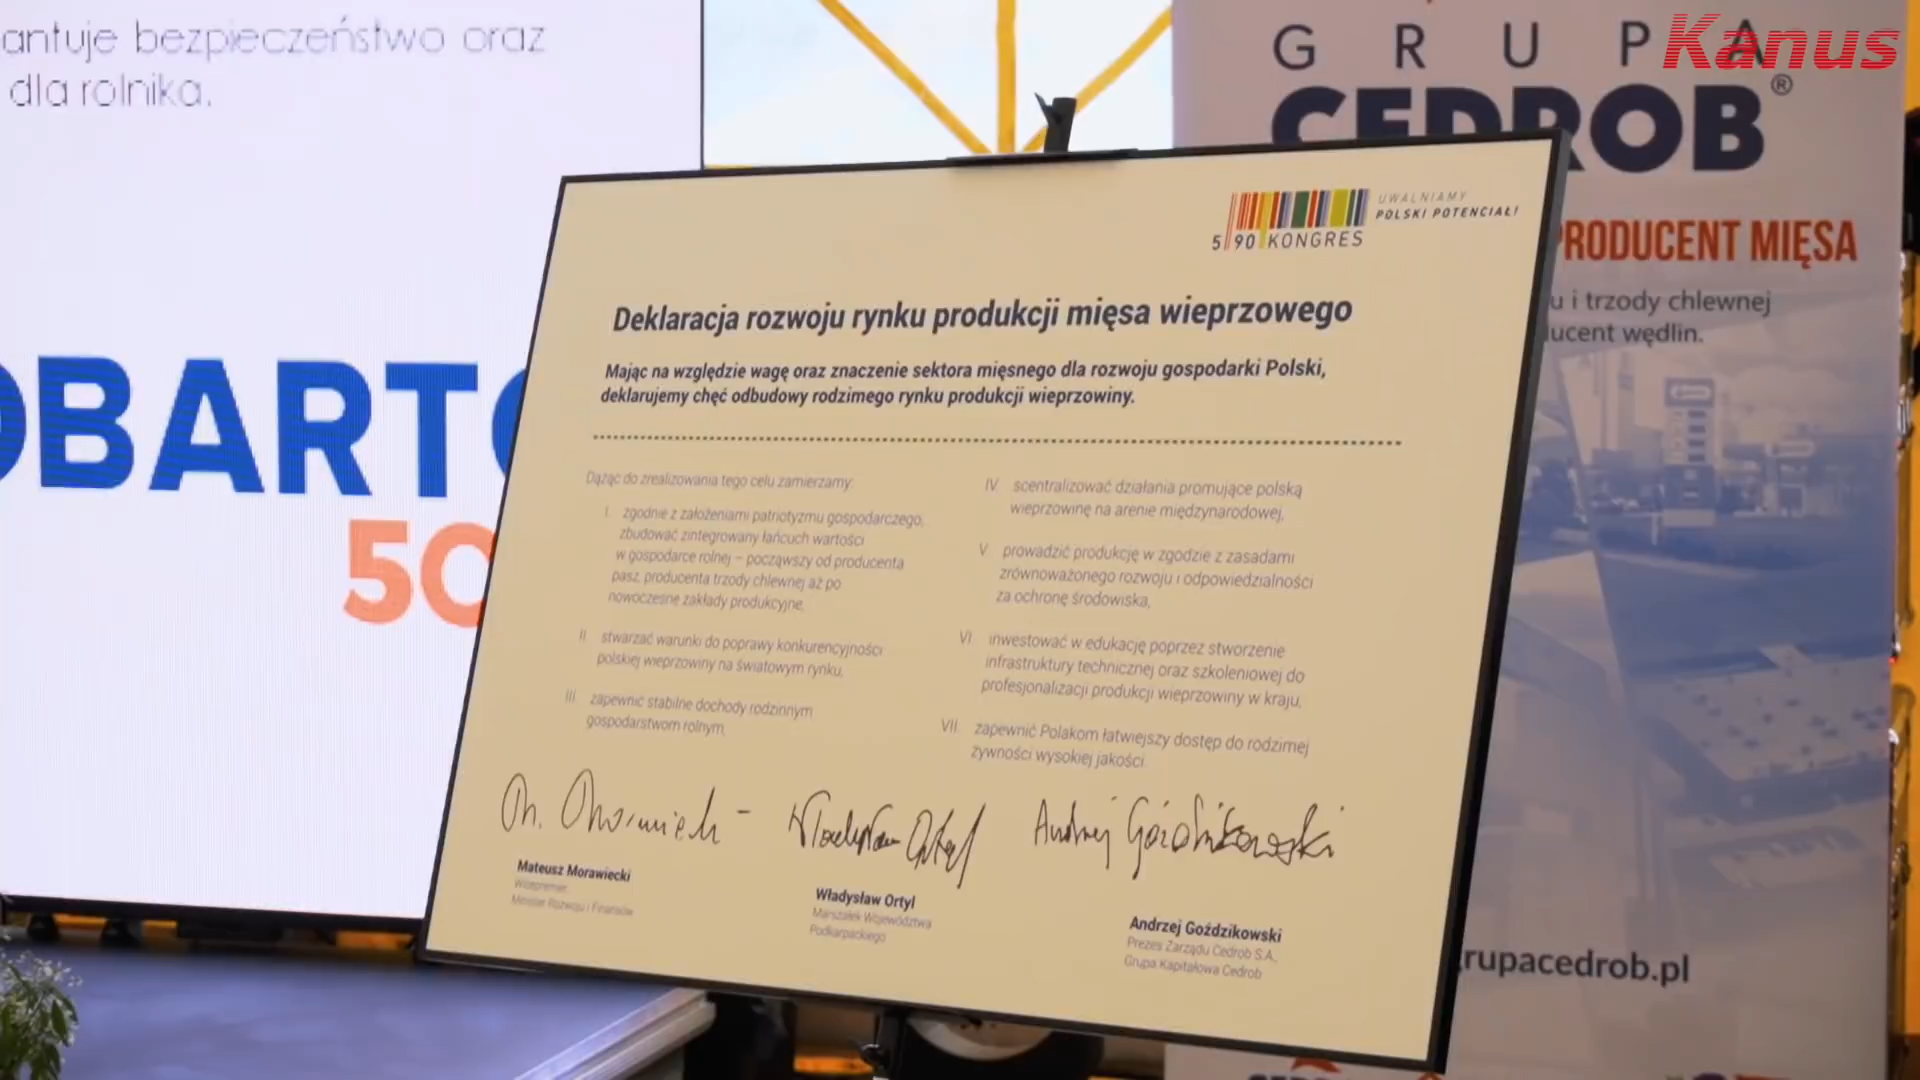 antuje bezpieczeństwo oraz
dla rolnika.
OBARTO
50
GRUPA
CEDROB®
PRODUCENT MIĘSA
u i trzody chlewnej
ucent wędlin.
rupacedrob.pl
Kanus
5 90 KONGRES
UWALNIAMY
POLSKI POTENCJAŁ!
Deklaracja rozwoju rynku produkcji mięsa wieprzowego
Mając na względzie wagę oraz znaczenie sektora mięsnego dla rozwoju gospodarki Polski,
deklarujemy chęć odbudowy rodzimego rynku produkcji wieprzowiny.
Dążąc do zrealizowania tego celu zamierzamy:
I. zgodnie z założeniami patriotyzmu gospodarczego,
zbudować zintegrowany łańcuch wartości
w gospodarce rolnej – począwszy od producenta
pasz, producenta trzody chlewnej aż po
nowoczesne zakłady produkcyjne,
II. stwarzać warunki do poprawy konkurencyjności
polskiej wieprzowiny na światowym rynku,
III. zapewnić stabilne dochody rodzinnym
gospodarstwom rolnym,
IV. scentralizować działania promujące polską
wieprzowinę na arenie międzynarodowej,
V. prowadzić produkcję w zgodzie z zasadami
zrównoważonego rozwoju i odpowiedzialności
za ochronę środowiska,
VI. inwestować w edukację poprzez stworzenie
infrastruktury technicznej oraz szkoleniowej do
profesjonalizacji produkcji wieprzowiny w kraju,
VII. zapewnić Polakom łatwiejszy dostęp do rodzimej
żywności wysokiej jakości.
Władysław Ortyl
Andrzej Goździkowski
Mateusz Morawiecki
Wicepremier
Minister Rozwoju i Finansów
Władysław Ortyl
Marszałek Województwa
Podkarpackiego
Andrzej Goździkowski
Prezes Zarządu Cedrob S.A.,
Grupa Kapitałowa Cedrob